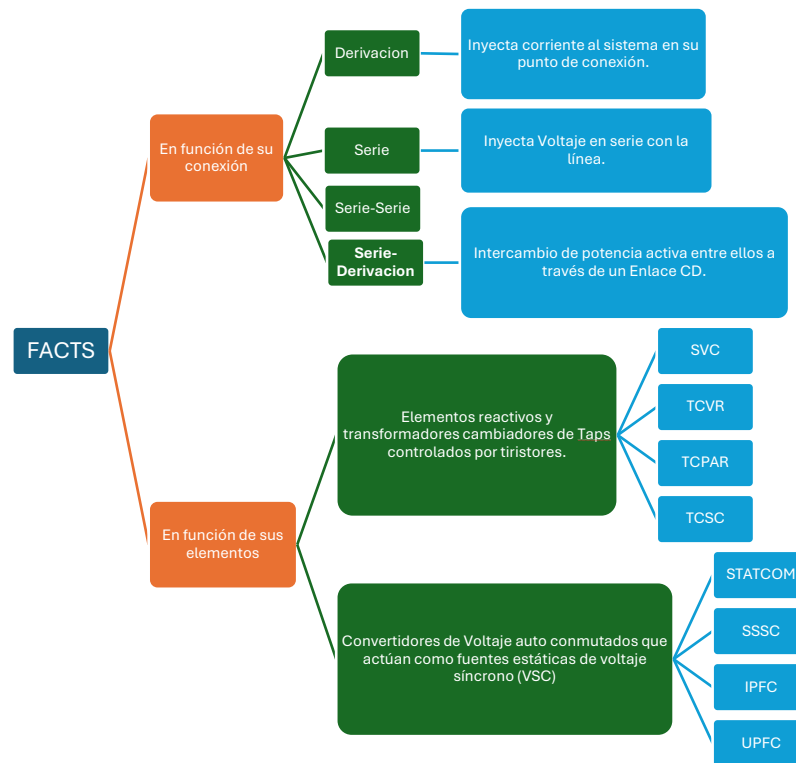 FACTS
En función de su
conexión
Derivacion
Inyecta corriente al sistema en su
punto de conexión.
Serie
Inyecta Voltaje en serie con la
línea.
Serie-Serie
Serie-
Derivacion
Intercambio de potencia activa entre ellos a
través de un Enlace CD.
En función de sus
elementos
Elementos reactivos y
transformadores cambiadores de Taps
controlados por tiristores.
SVC
TCVR
TCPAR
TCSC
Convertidores de Voltaje auto conmutados que
actúan como fuentes estáticas de voltaje
síncrono (VSC)
STATCOM
SSSC
IPFC
UPFC